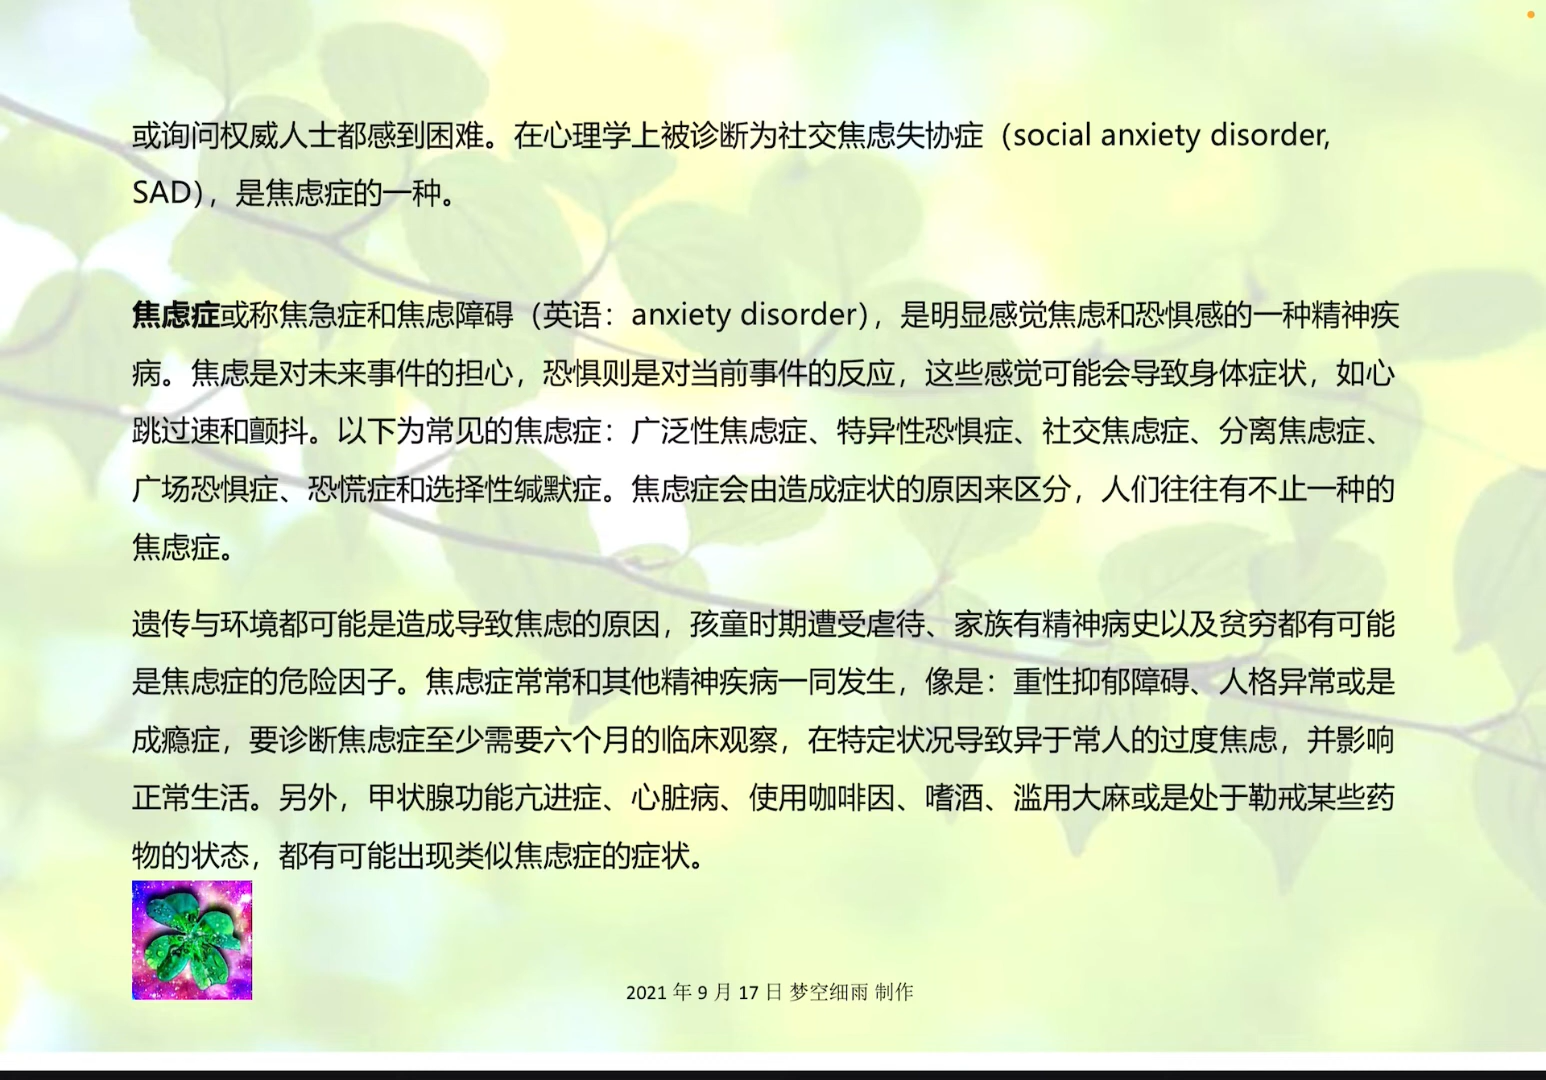 或询问权威人士都感到困难。在心理学上被诊断为社交焦虑失协症（social anxiety disorder,
SAD），是焦虑症的一种。
焦虑症或称焦急症和焦虑障碍（英语：anxiety disorder），是明显感觉焦虑和恐惧感的一种精神疾
病。焦虑是对未来事件的担心，恐惧则是对当前事件的反应，这些感觉可能会导致身体症状，如心
跳过速和颤抖。以下为常见的焦虑症：广泛性焦虑症、特异性恐惧症、社交焦虑症、分离焦虑症、
广场恐惧症、恐慌症和选择性缄默症。焦虑症会由造成症状的原因来区分，人们往往有不止一种的
焦虑症。
遗传与环境都可能是造成导致焦虑的原因，孩童时期遭受虐待、家族有精神病史以及贫穷都有可能
是焦虑症的危险因子。焦虑症常常和其他精神疾病一同发生，像是：重性抑郁障碍、人格异常或是
成瘾症，要诊断焦虑症至少需要六个月的临床观察，在特定状况导致异于常人的过度焦虑，并影响
正常生活。另外，甲状腺功能亢进症、心脏病、使用咖啡因、嗜酒、滥用大麻或是处于勒戒某些药
物的状态，都有可能出现类似焦虑症的症状。
2021 年 9 月 17 日 梦空细雨 制作